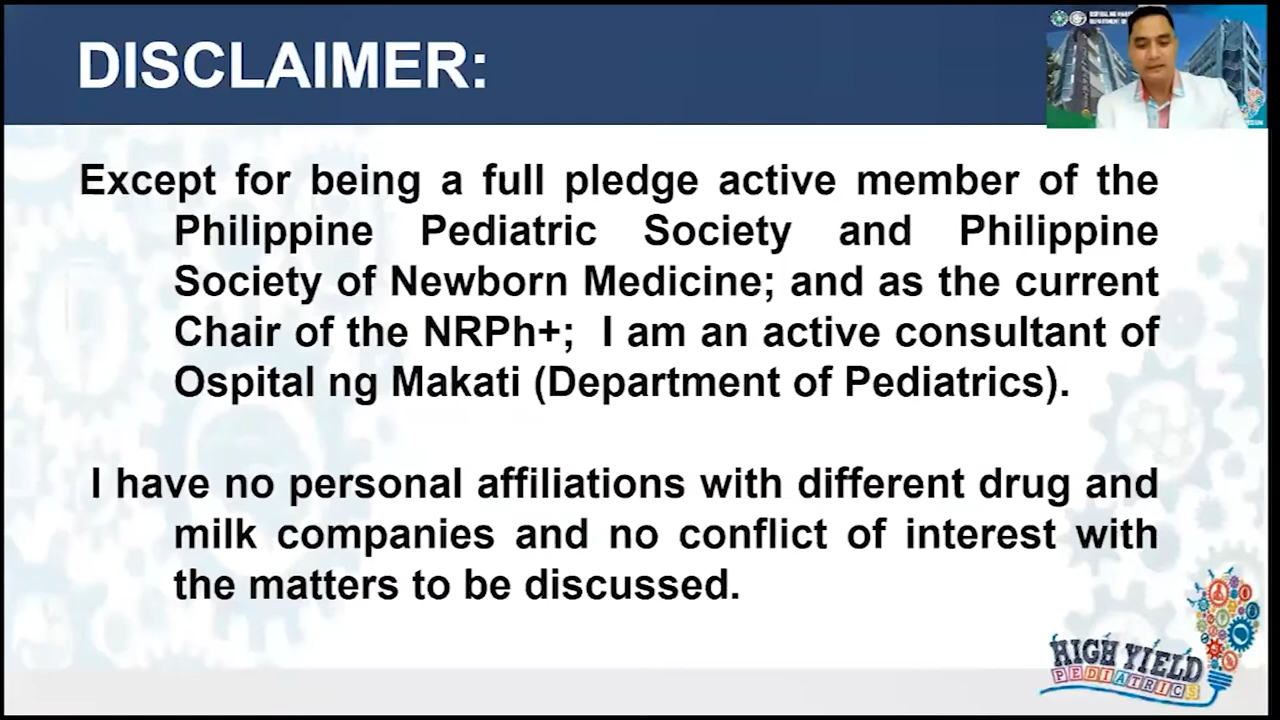 DISCLAIMER:
Except for being a full pledge active member of the
Philippine Pediatric Society and Philippine
Society of Newborn Medicine; and as the current
Chair of the NRPh+; I am an active consultant of
Ospital ng Makati (Department of Pediatrics).
I have no personal affiliations with different drug and
milk companies and no conflict of interest with
the matters to be discussed.
HIGH YIELD
PEDIATRICS